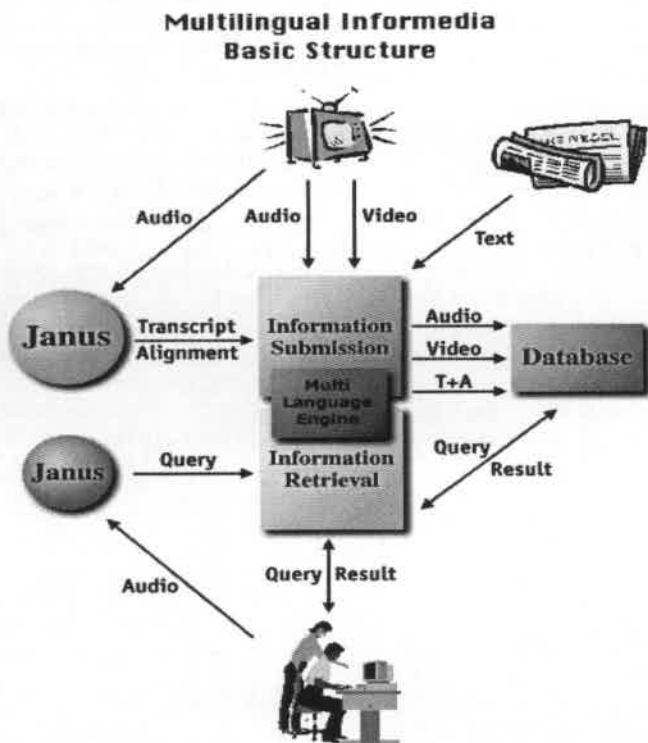 Multilingual Informedia
Basic Structure
Audio
Audio
Video
Text
Janus
Transcript
Alignment
Information
Submission
Audio
Video
T+A
Database
Multi
Language
Engine
Janus
Query
Information
Retrieval
Query
Result
Audio
Query
Result